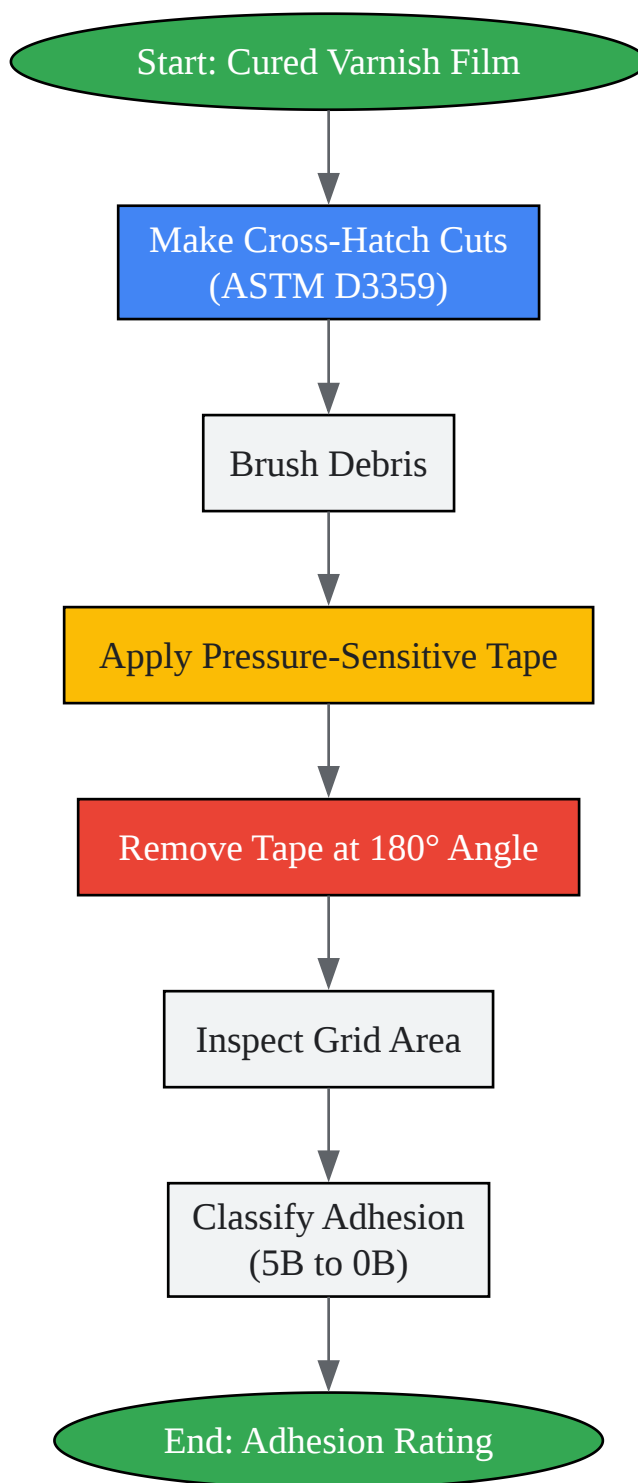 Start: Cured Varnish Film
Make Cross-Hatch Cuts
(ASTM D3359)
Brush Debris
Apply Pressure-Sensitive Tape
Remove Tape at 180° Angle
Inspect Grid Area
Classify Adhesion
(5B to 0B)
End: Adhesion Rating